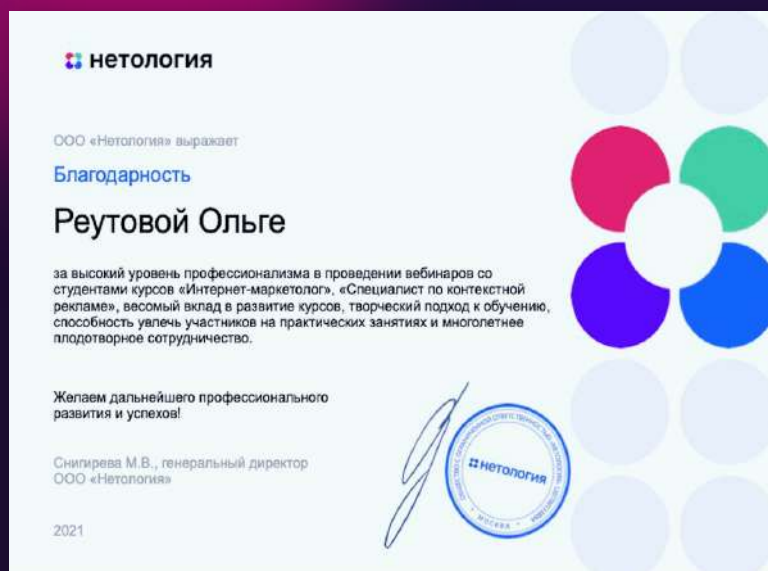 нетология
ООО «Нетология» выражает
Благодарность
Реутовой Ольге
за высокий уровень профессионализма в проведении вебинаров со
студентами курсов «Интернет-маркетолог», «Специалист по контекстной
рекламе», весомый вклад в развитие курсов, творческий подход к обучению,
способность увлечь участников на практических занятиях и многолетнее
плодотворное сотрудничество.
Желаем дальнейшего профессионального
развития и успехов!
Снигирева М.В., генеральный директор
ООО «Нетология»
2021
нетология
МОСКВА